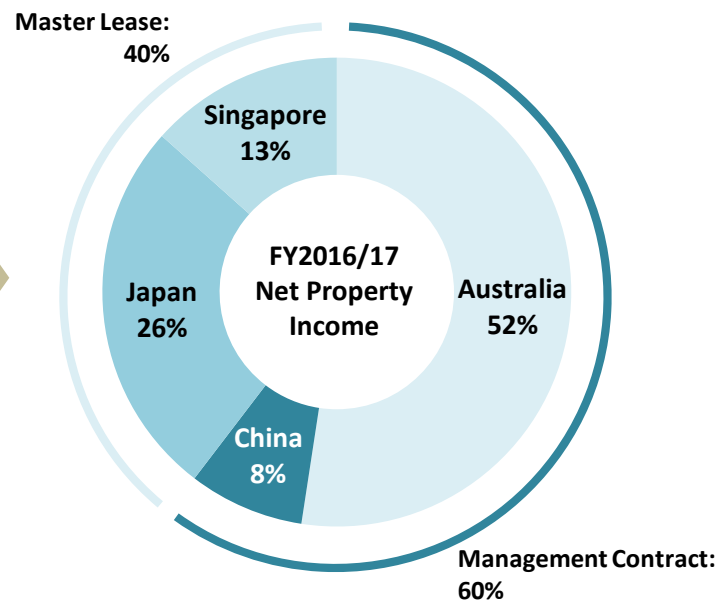 Master Lease:
40%
Singapore
13%
FY2016/17
Net Property
Income
Japan
26%
Australia
52%
China
8%
Management Contract:
60%